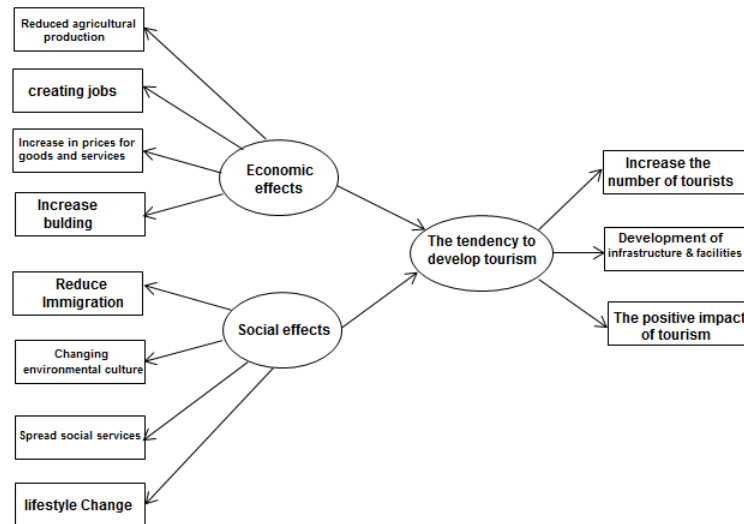 Reduced agricultural
production
creating jobs
Increase in prices for
goods and services
Increase
bulding
Economic
effects
Reduce
Immigration
Changing
environmental culture
Spread social services
lifestyle Change
Social effects
The tendency to
develop tourism
Increase the
number of tourists
Development of
infrastructure & facilities
The positive impact
of tourism